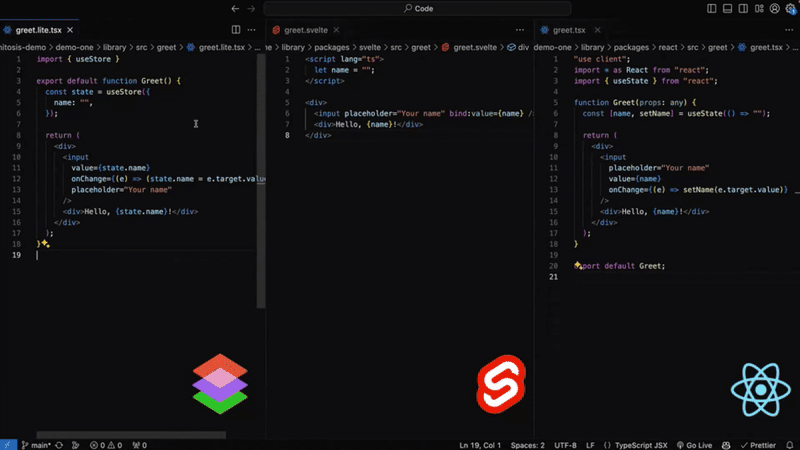 Code
greet.lite.tsx
mitosis-demo > demo-one > library > src > greet > greet.lite.tsx > ...
1 import { useStore }
2
3 export default function Greet() {
4 const state = useStore({
5 name: "",
6 });
7
8 return (
9 <div>
10 <input
11 value={state.name}
12 onChange={(e) => (state.name = e.target.value
13 placeholder="Your name"
14 />
15 <div>Hello, {state.name}!</div>
16 </div>
17 );
18 }
19
greet.svelte
ne > library > packages > svelte > src > greet > greet.svelte > div
1 <script lang="ts">
2 let name = "";
3 </script>
4
5 <div>
6 <input placeholder="Your name" bind:value={name} />
7 <div>Hello, {name}!</div>
8 </div>
greet.tsx
demo-one > library > packages > react > src > greet > greet.tsx > ...
1 "use client";
2 import * as React from "react";
3 import { useState } from "react";
4
5 function Greet(props: any) {
6 const [name, setName] = useState(() => "");
7
8 return (
9 <div>
10 <input
11 placeholder="Your name"
12 value={name}
13 onChange={(e) => setName(e.target.value)}
14 />
15 <div>Hello, {name}!</div>
16 </div>
17 );
18 }
19
20 export default Greet;
21
main* 0 0 0 Ln 19, Col 1 Spaces: 2 UTF-8 LF {} TypeScript JSX Go Live Prettier